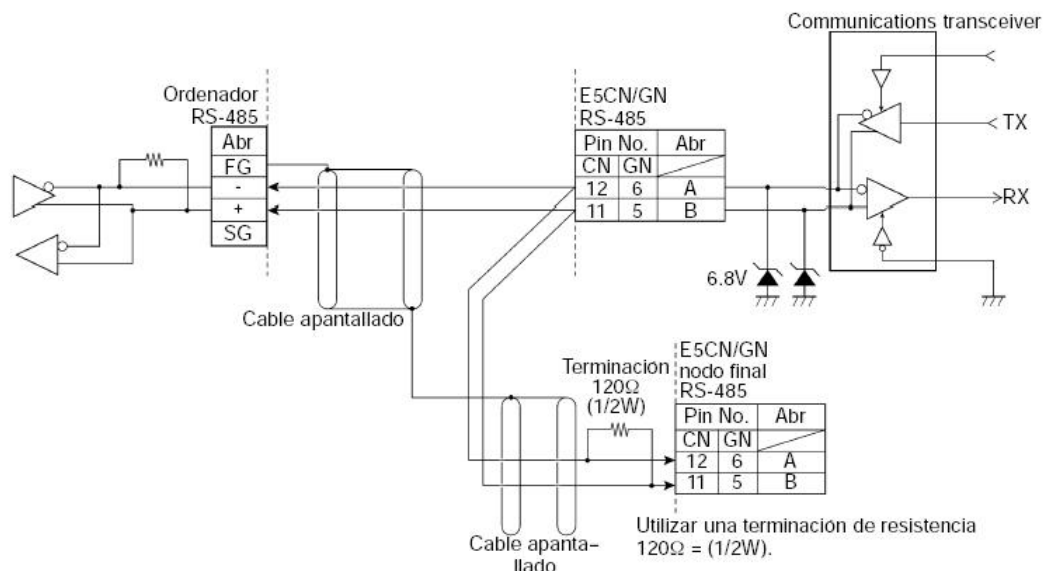 Communications transceiver
Ordenador
RS-485
Abr
FG
-
+
SG
E5CN/GN
RS-485
Pin No. Abr
CN GN
12 6 A
11 5 B
TX
RX
6.8V
Cable apantallado
Terminación
120Ω
(1/2W)
E5CN/GN
nodo final
RS-485
Pin No. Abr
CN GN
12 6 A
11 5 B
Cable apanta-
llado
Utilizar una terminación de resistencia
120Ω = (1/2W).